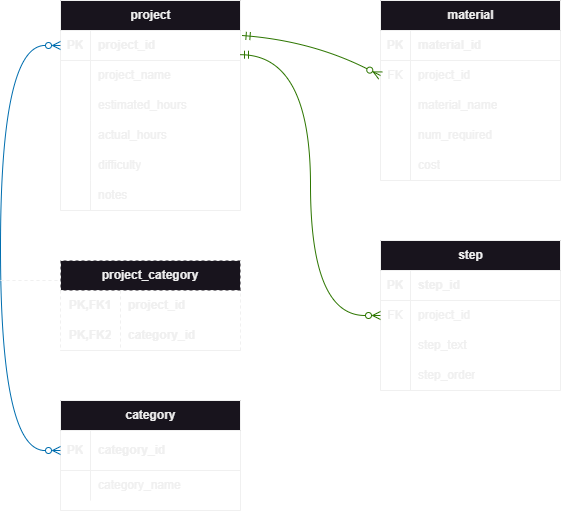 project
PK project_id
project_name
estimated_hours
actual_hours
difficulty
notes
material
PK material_id
FK project_id
material_name
num_required
cost
project_category
PK,FK1 project_id
PK,FK2 category_id
step
PK step_id
FK project_id
step_text
step_order
category
PK category_id
category_name